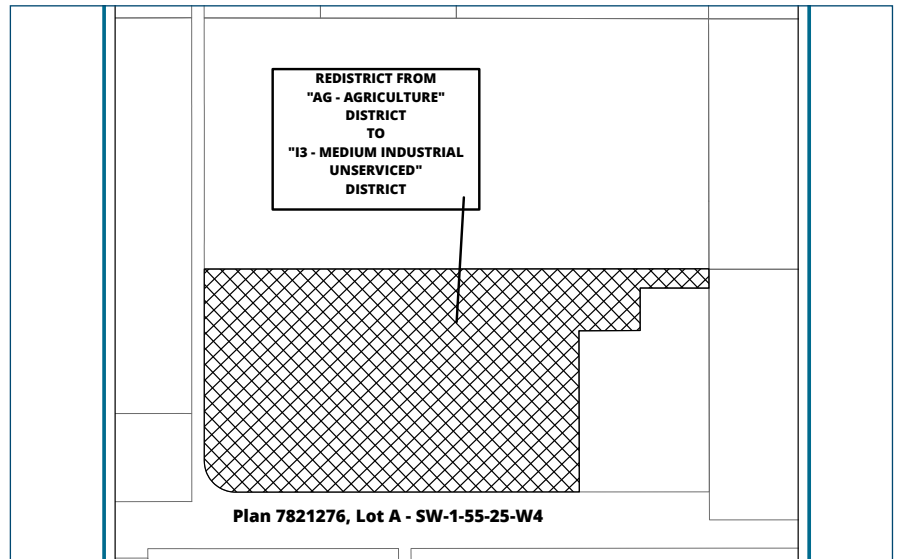 REDISTRICT FROM
"AG - AGRICULTURE"
DISTRICT
TO
"I3 - MEDIUM INDUSTRIAL
UNSERVICED"
DISTRICT
Plan 7821276, Lot A - SW-1-55-25-W4